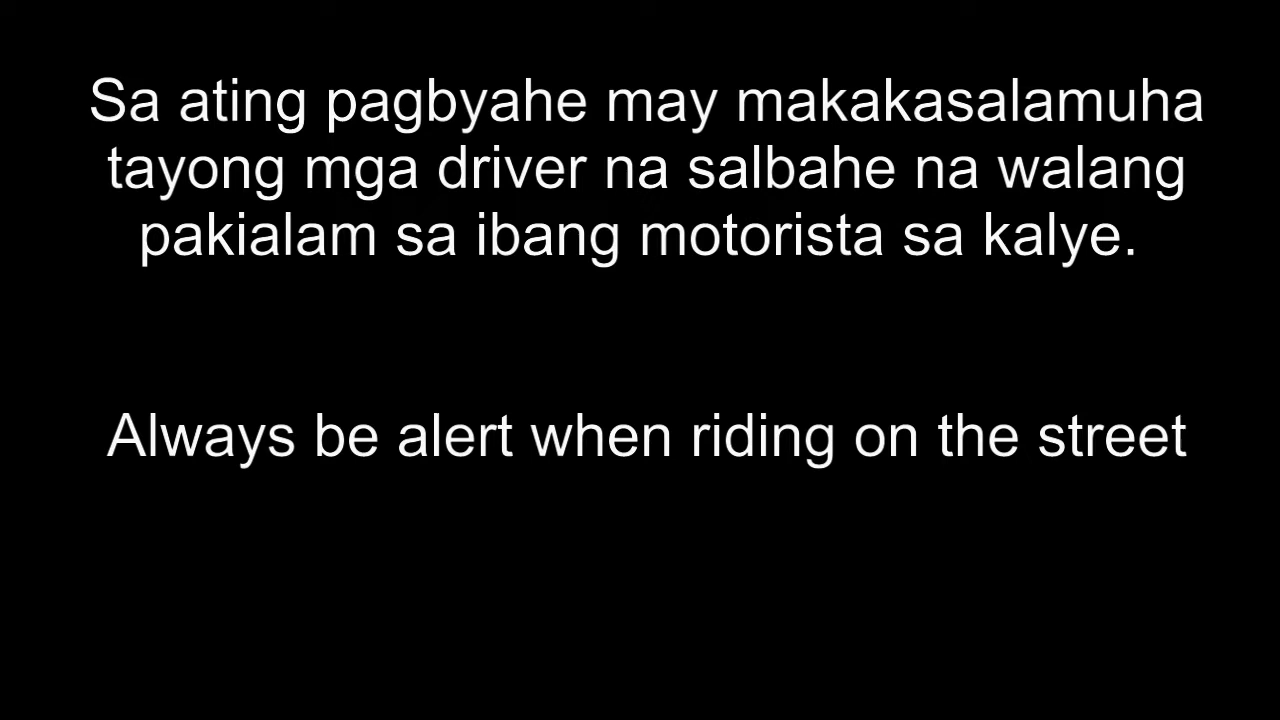 Sa ating pagbyahe may makakasalamuha
tayong mga driver na salbahe na walang
pakialam sa ibang motorista sa kalye.
Always be alert when riding on the street